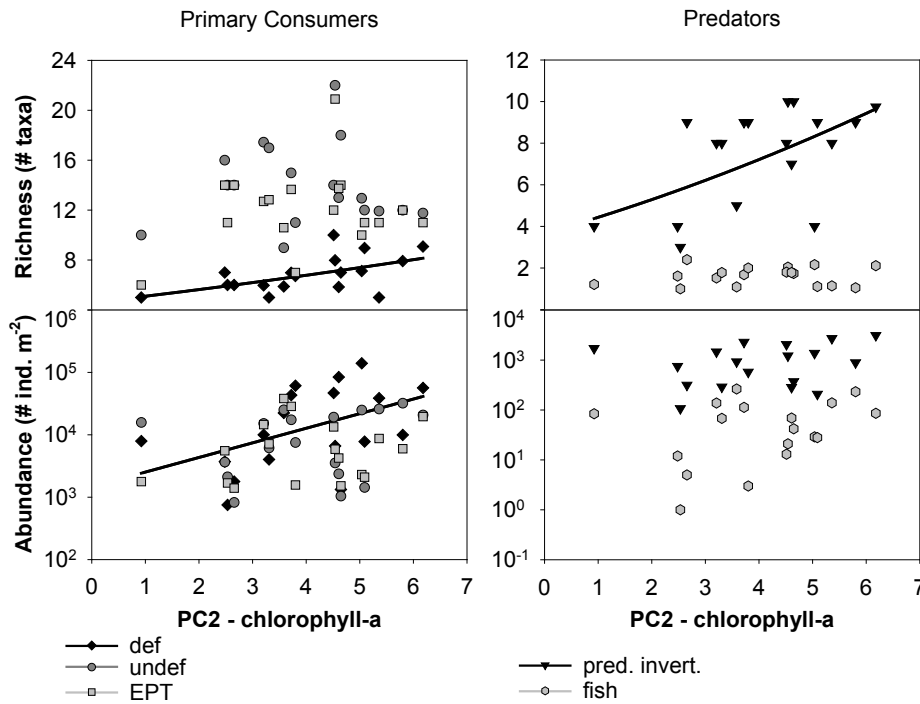 Primary Consumers
Predators
Richness (# taxa)
24
20
16
12
8
10
8
6
4
2
Abundance (# ind. m-2)
10^6
10^5
10^4
10^3
10^2
10^4
10^3
10^2
10^1
10^0
10^-1
0 1 2 3 4 5 6 7
0 1 2 3 4 5 6 7
PC2 - chlorophyll-a
PC2 - chlorophyll-a
def
undef
EPT
pred. invert.
fish